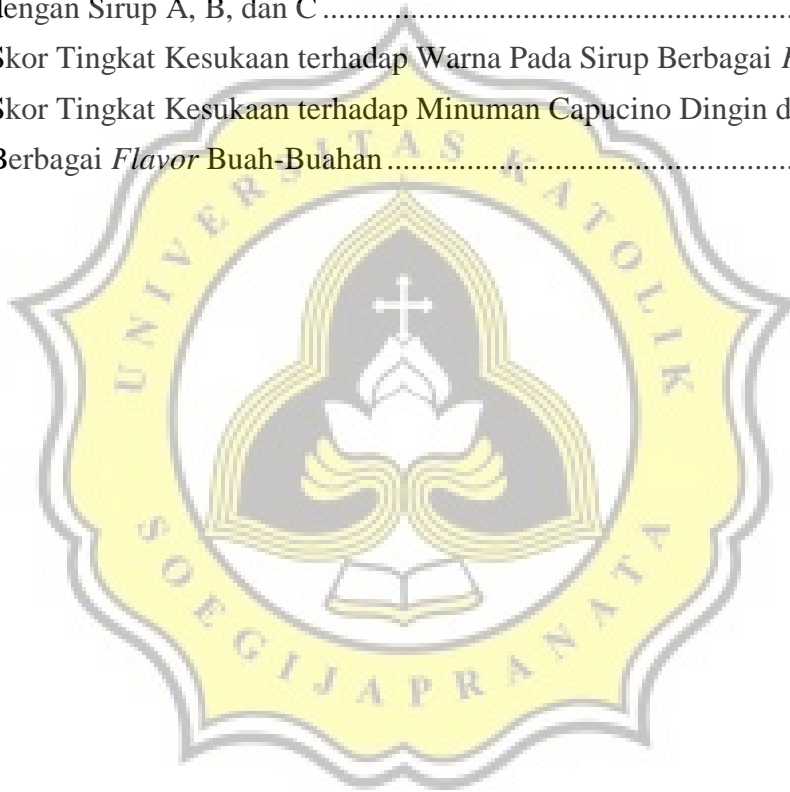 dengan Sirup A, B, dan C ............................................................
Skor Tingkat Kesukaan terhadap Warna Pada Sirup Berbagai
Skor Tingkat Kesukaan terhadap Minuman Capucino Dingin
Berbagai Flavor Buah-Buahan ....................................................
UNIVERSITAS KATOLIK
SOEGIJAPRANATA